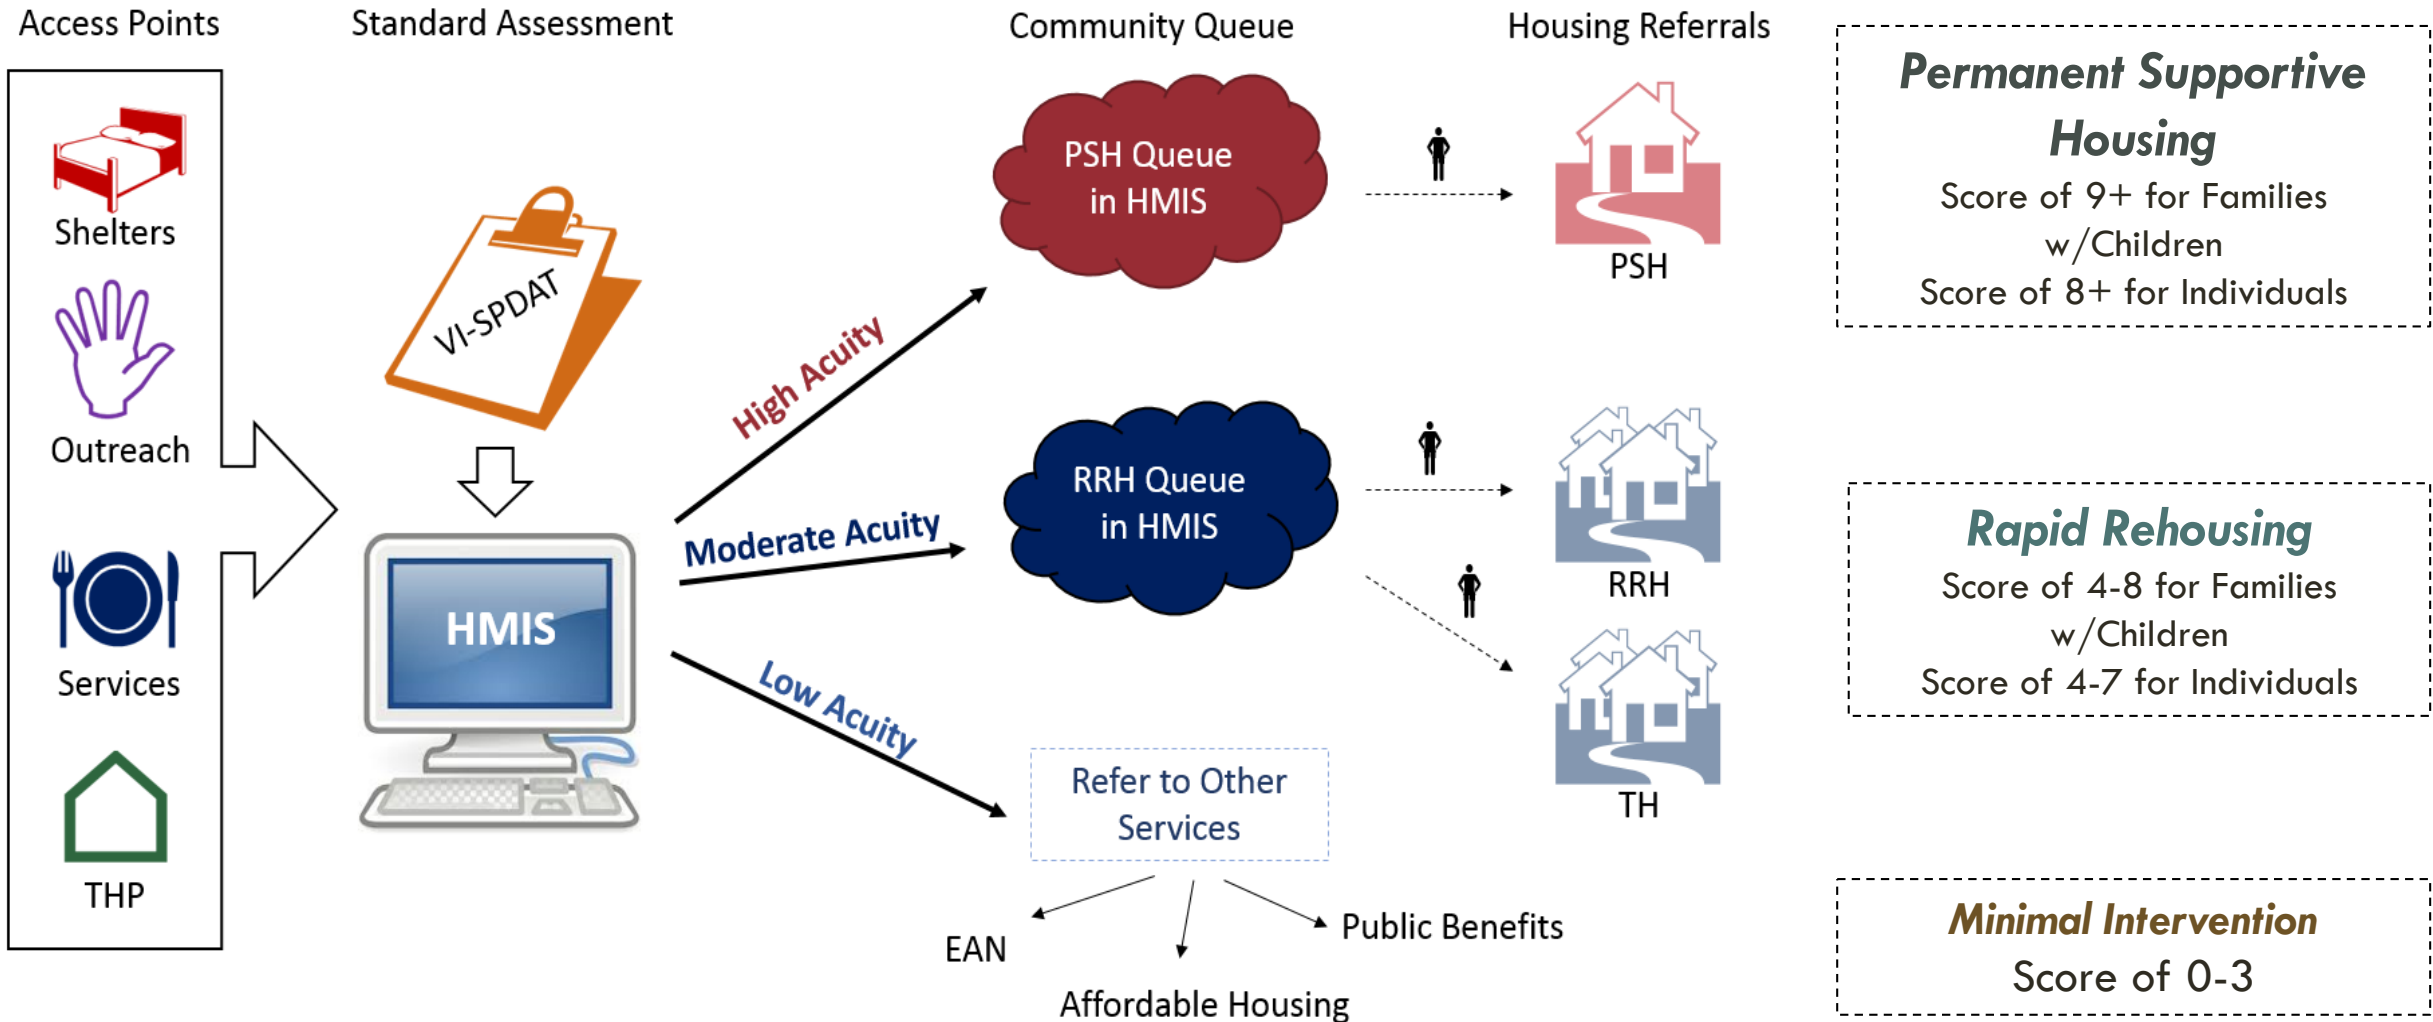 Access Points
Shelters
Outreach
Services
THP
Standard Assessment
VI-SPDAT
HMIS
High Acuity
Moderate Acuity
Low Acuity
Community Queue
PSH Queue
in HMIS
RRH Queue
in HMIS
Refer to Other
Services
EAN
Affordable Housing
Public Benefits
Housing Referrals
PSH
RRH
TH
Permanent Supportive
Housing
Score of 9+ for Families
w/Children
Score of 8+ for Individuals
Rapid Rehousing
Score of 4-8 for Families
w/Children
Score of 4-7 for Individuals
Minimal Intervention
Score of 0-3